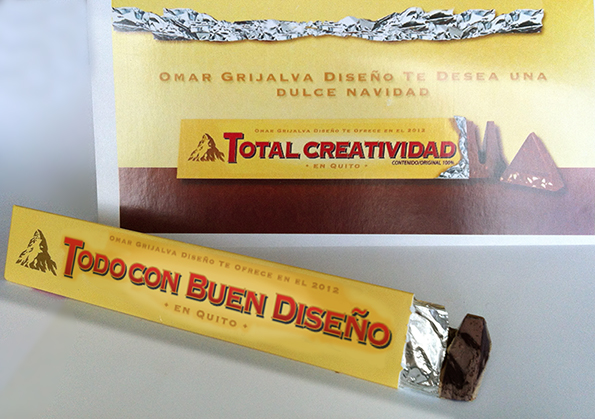 Omar Grijalva Diseño Te Desea una
Dulce Navidad
Omar Grijalva Diseño Te Ofrece en el 2012
Total Creatividad
contenido/original 100%
• en Quito •
Omar Grijalva Diseño Te Ofrece en el 2012
Todo con Buen Diseño
• en Quito •